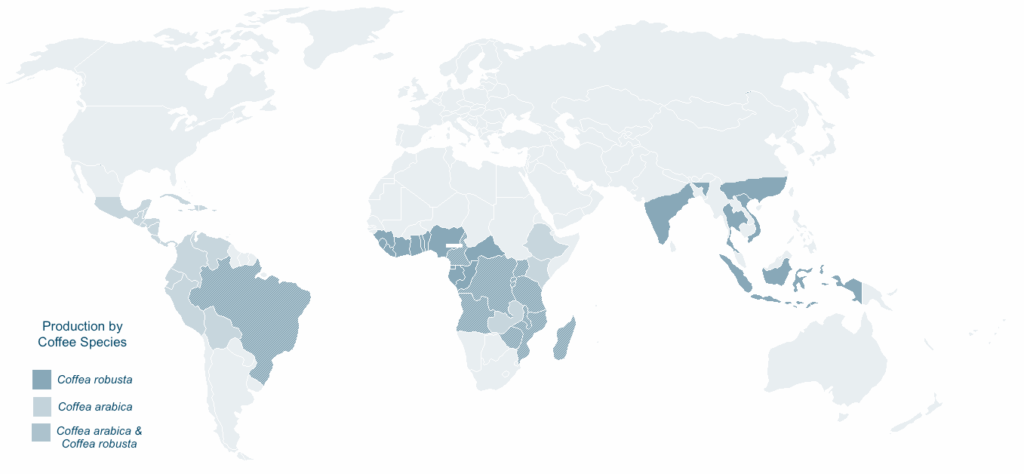 Production by
Coffee Species
Coffea robusta
Coffea arabica
Coffea arabica &
Coffea robusta